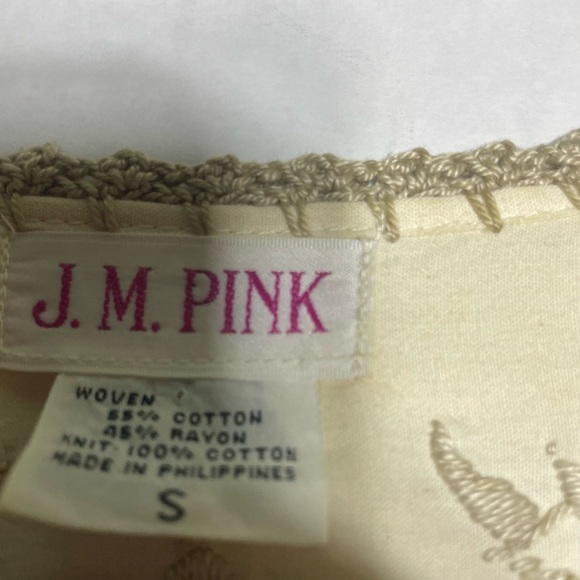 J. M. PINK
WOVEN :
55% COTTON
45% RAYON
KNIT: 100% COTTON
MADE IN PHILIPPINES
S